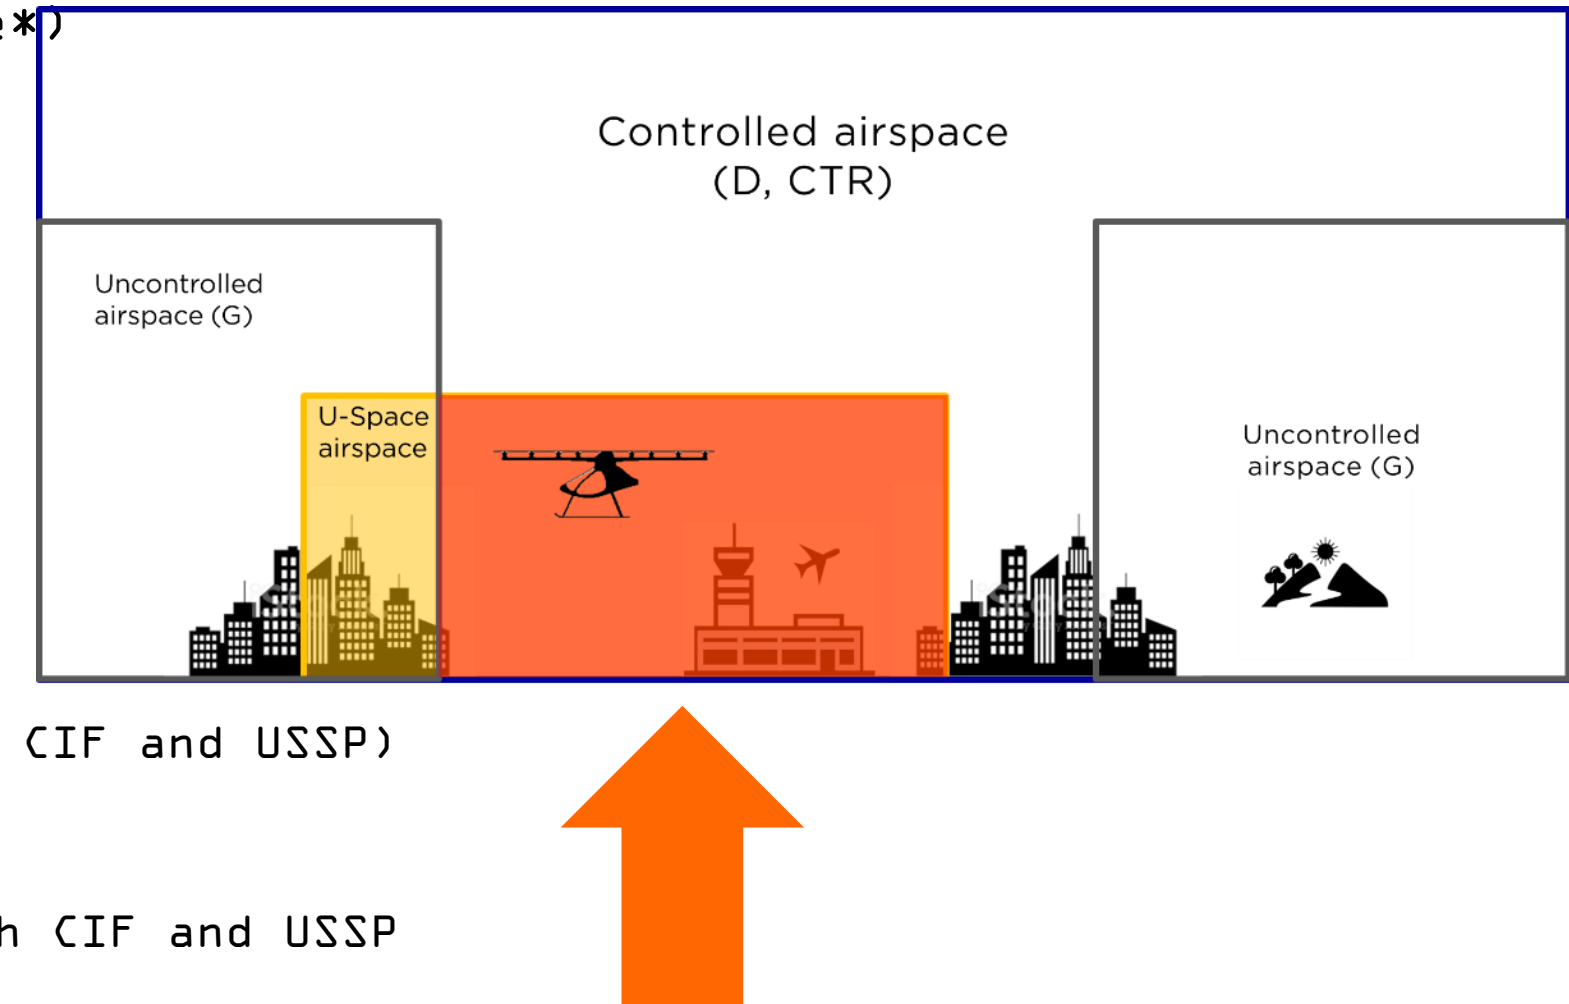 *)
Controlled airspace
(D, CTR)
Uncontrolled
airspace (G)
U-Space
airspace
Uncontrolled
airspace (G)
CIF and USSP)
CIF and USSP